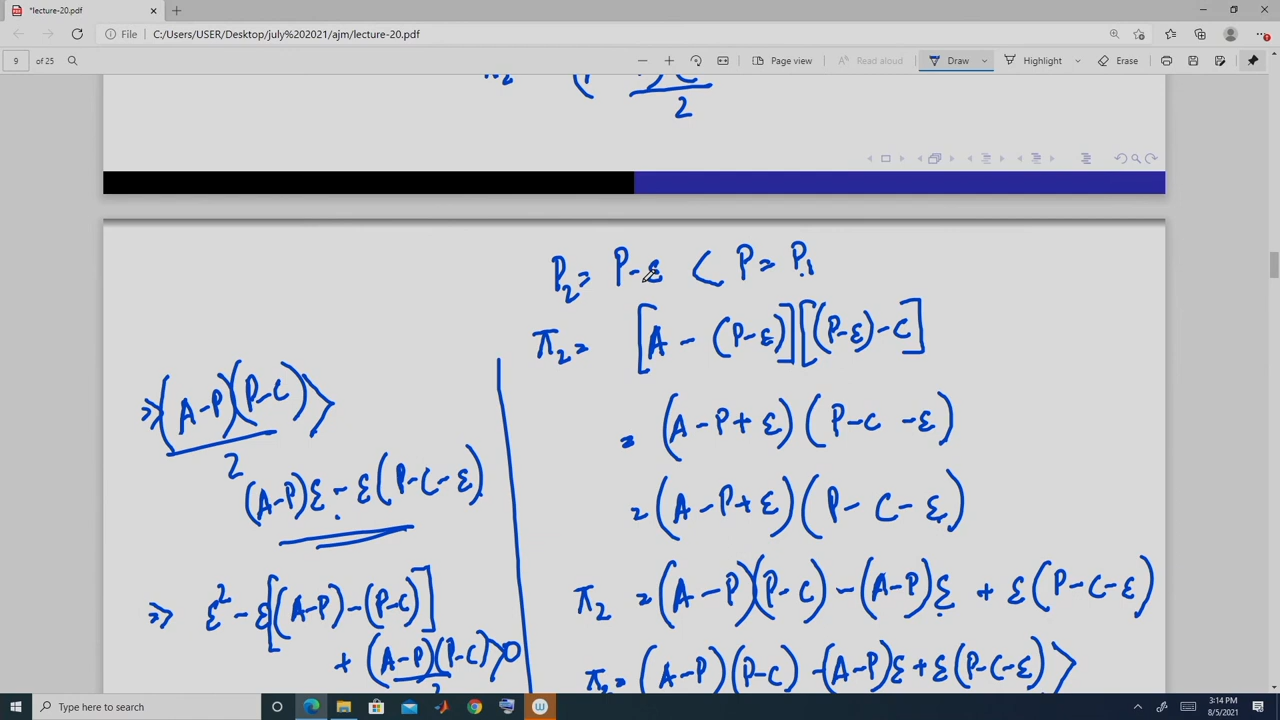 *lecture-20.pdf
File C:/Users/USER/Desktop/july%202021/ajm/lecture-20.pdf
9 of 25
Page view
Read aloud
Draw
Highlight
Erase
2
P₂ = P-ε < P = P₁
π₂ = [A - (P-ε)][(P-ε)-C]
= (A-P+ε)(P-C-ε)
= (A-P+ε)(P-C-ε)
π₂ = (A-P)(P-C) - (A-P)ε + ε(P-C-ε)
π₂ = (A-P)(P-C) - (A-P)ε + ε(P-C-ε) >
⇒ (A-P)(P-C) >
2
(A-P)ε - ε(P-C-ε)
⇒ ε² - ε[(A-P)-(P-C)]
+ (A-P)(P-C) > 0
2
Type here to search
3:14 PM
8/5/2021